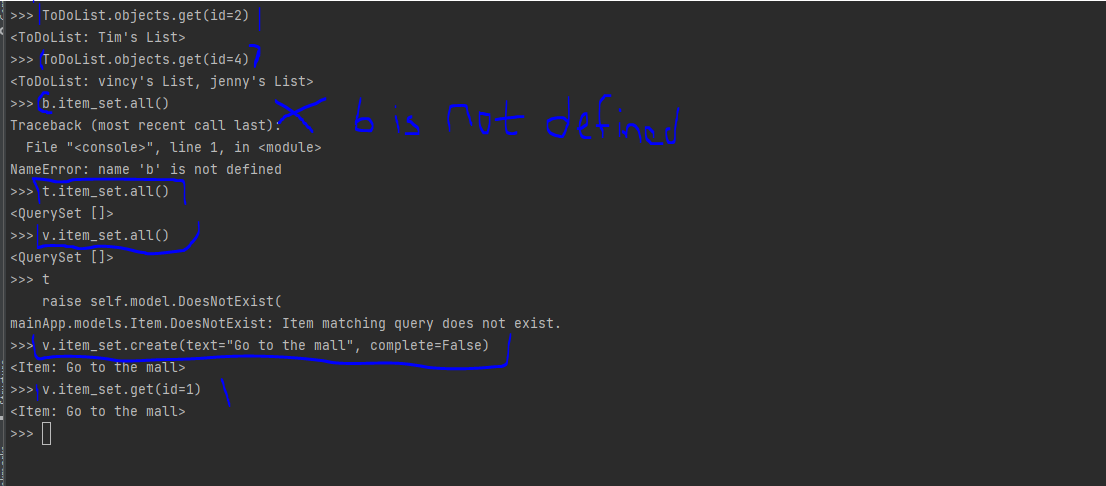 >>> ToDoList.objects.get(id=2)
<ToDoList: Tim's List>
>>> ToDoList.objects.get(id=4)
<ToDoList: vincy's List, jenny's List>
>>> b.item_set.all()
Traceback (most recent call last):
b is not defined
File "<console>", line 1, in <module>
NameError: name 'b' is not defined
>>> t.item_set.all()
<QuerySet []>
>>> v.item_set.all()
<QuerySet []>
>>> t
raise self.model.DoesNotExist(
mainApp.models.Item.DoesNotExist: Item matching query does not exist.
>>> v.item_set.create(text="Go to the mall", complete=False)
<Item: Go to the mall>
>>> v.item_set.get(id=1)
<Item: Go to the mall>
>>>